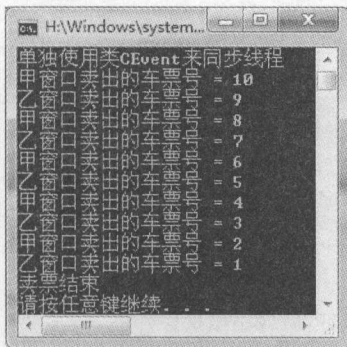 H:\Windows\system...
单独使用类CEvent来同步线程
甲窗口卖出的车票号 = 10
乙窗口卖出的车票号 = 9
甲窗口卖出的车票号 = 8
乙窗口卖出的车票号 = 7
甲窗口卖出的车票号 = 6
乙窗口卖出的车票号 = 5
甲窗口卖出的车票号 = 4
乙窗口卖出的车票号 = 3
甲窗口卖出的车票号 = 2
乙窗口卖出的车票号 = 1
卖票结束
请按任意键继续. . .